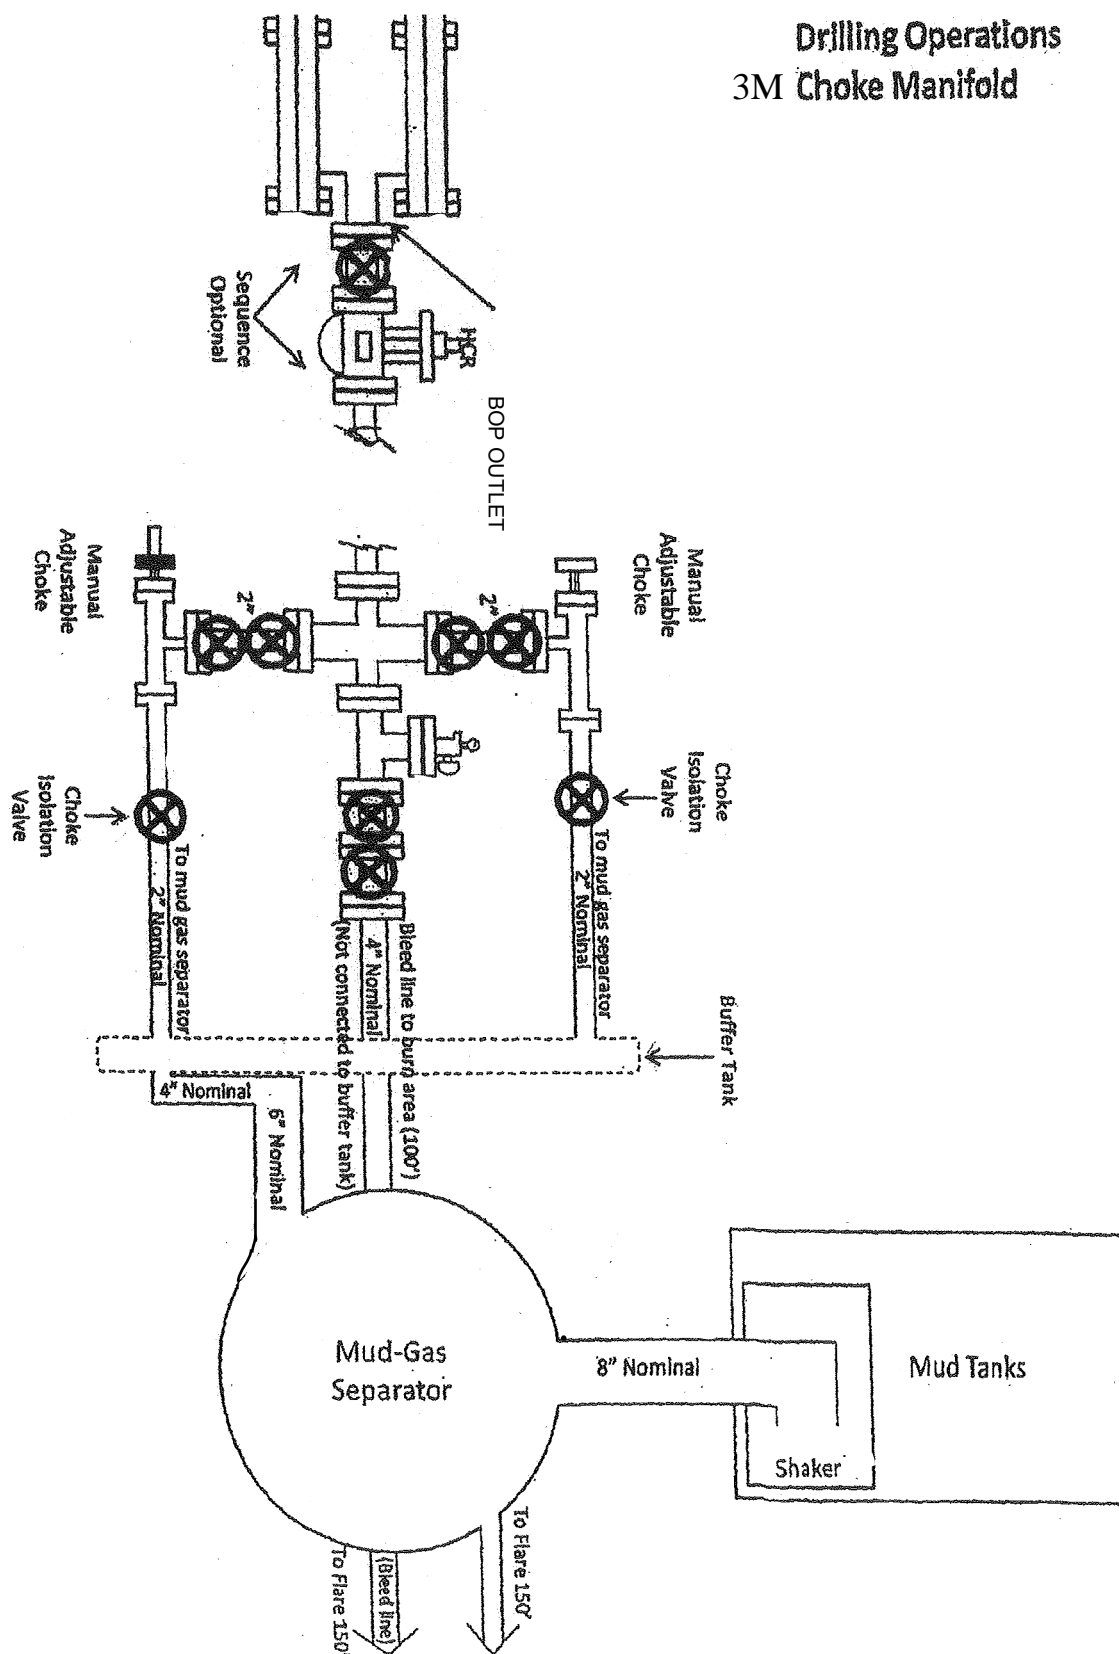 Drilling Operations
3M Choke Manifold
HCR
Sequence
Optional
BOP OUTLET
Manual
Adjustable
Choke
Manual
Adjustable
Choke
2"
2"
Choke
Isolation
Valve
Choke
Isolation
Valve
To mud gas separator
2" Nominal
To mud gas separator
2" Nominal
Bleed line to burn area (100')
4" Nominal
(Not connected to buffer tank)
Buffer Tank
4" Nominal
6" Nominal
Mud-Gas
Separator
8" Nominal
Mud Tanks
Shaker
To Flare 150'
(Bleed line)
To Flare 150'